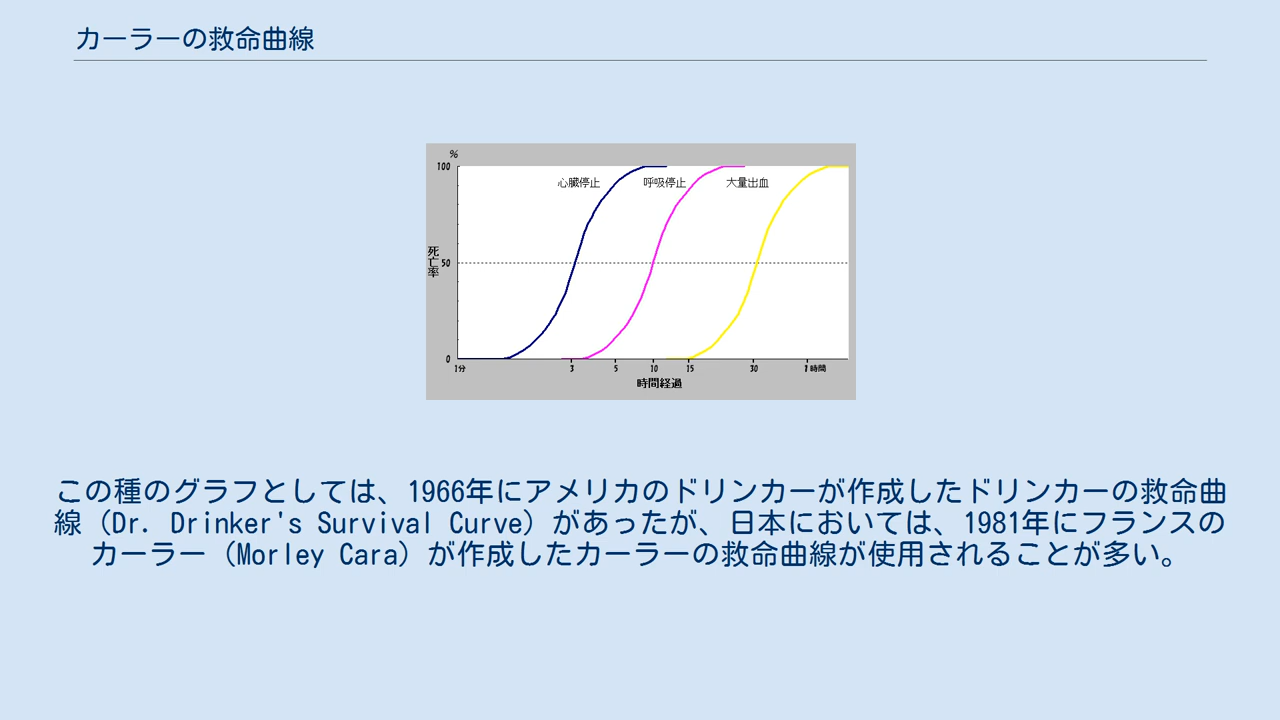 カーラーの救命曲線
%
100
心臓停止
呼吸停止
大量出血
死亡率
50
0
1分
3
5
10
15
30
1時間
時間経過
この種のグラフとしては、1966年にアメリカのドリンカーが作成したドリンカーの救命曲
線（Dr. Drinker's Survival Curve）があったが、日本においては、1981年にフランスの
カーラー（Morley Cara）が作成したカーラーの救命曲線が使用されることが多い。